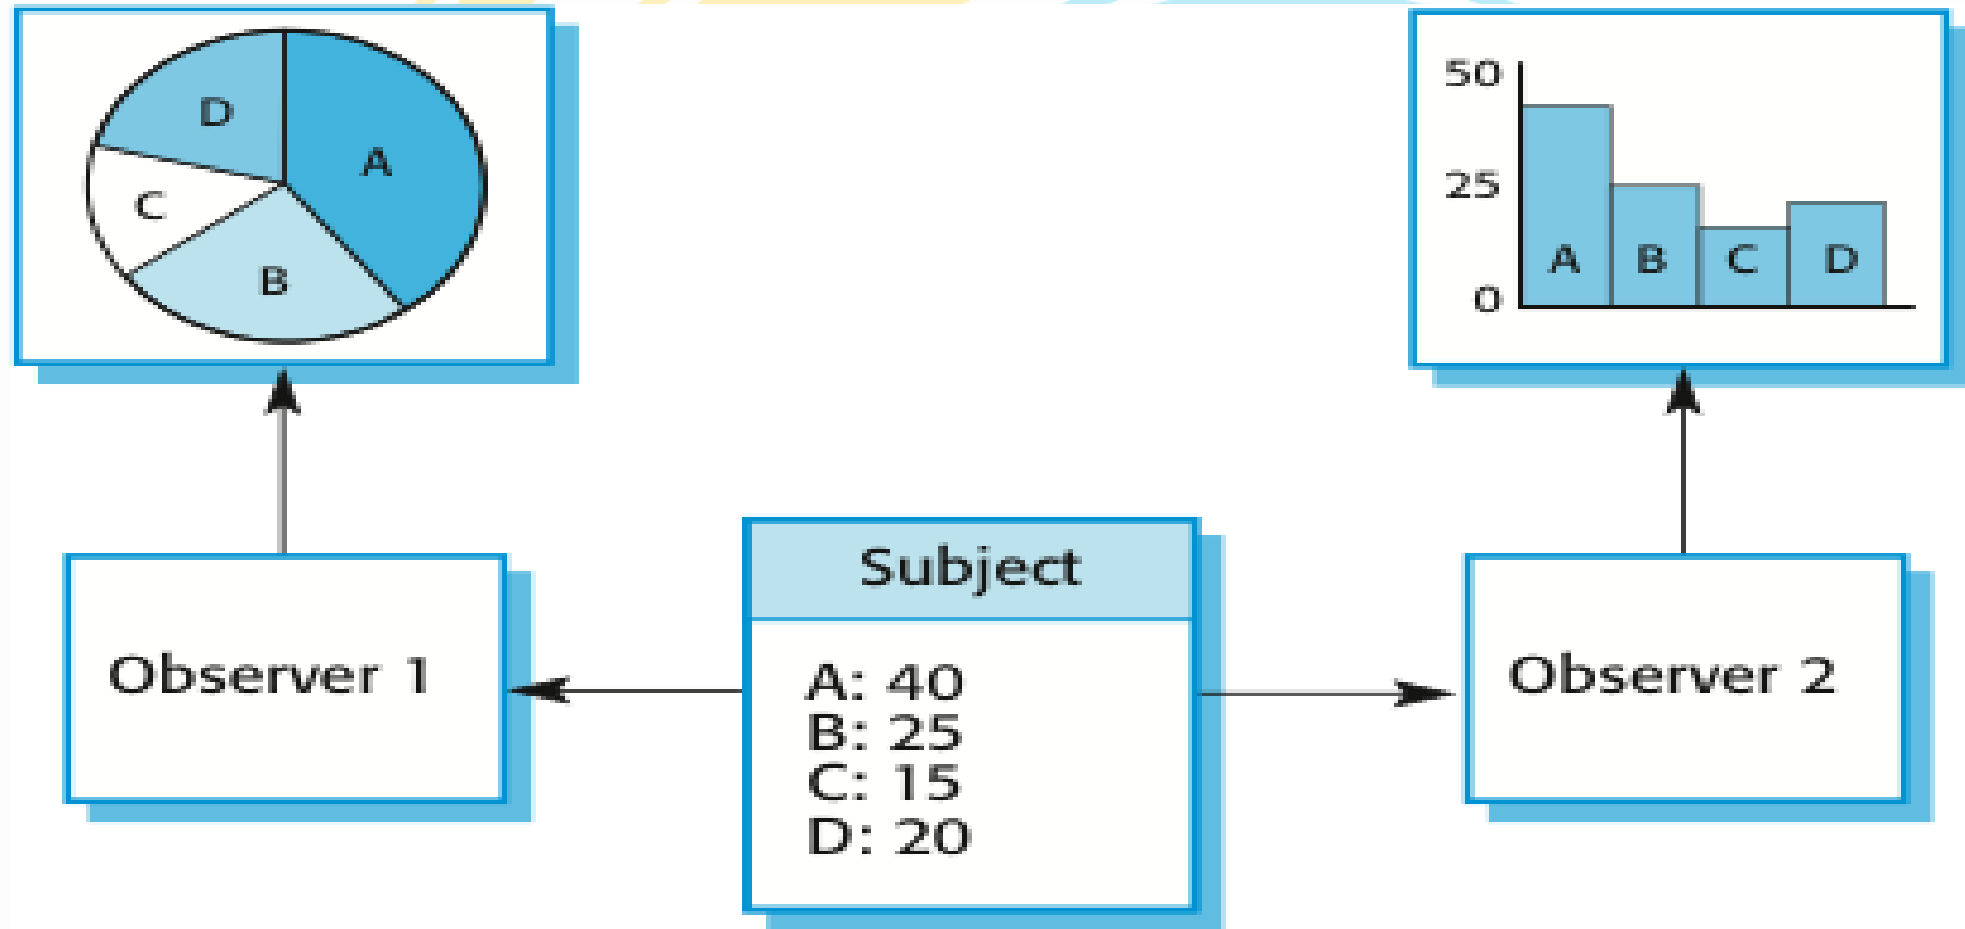 D
A
C
B
50
25
0
A B C D
Observer 1
Subject
A: 40
B: 25
C: 15
D: 20
Observer 2